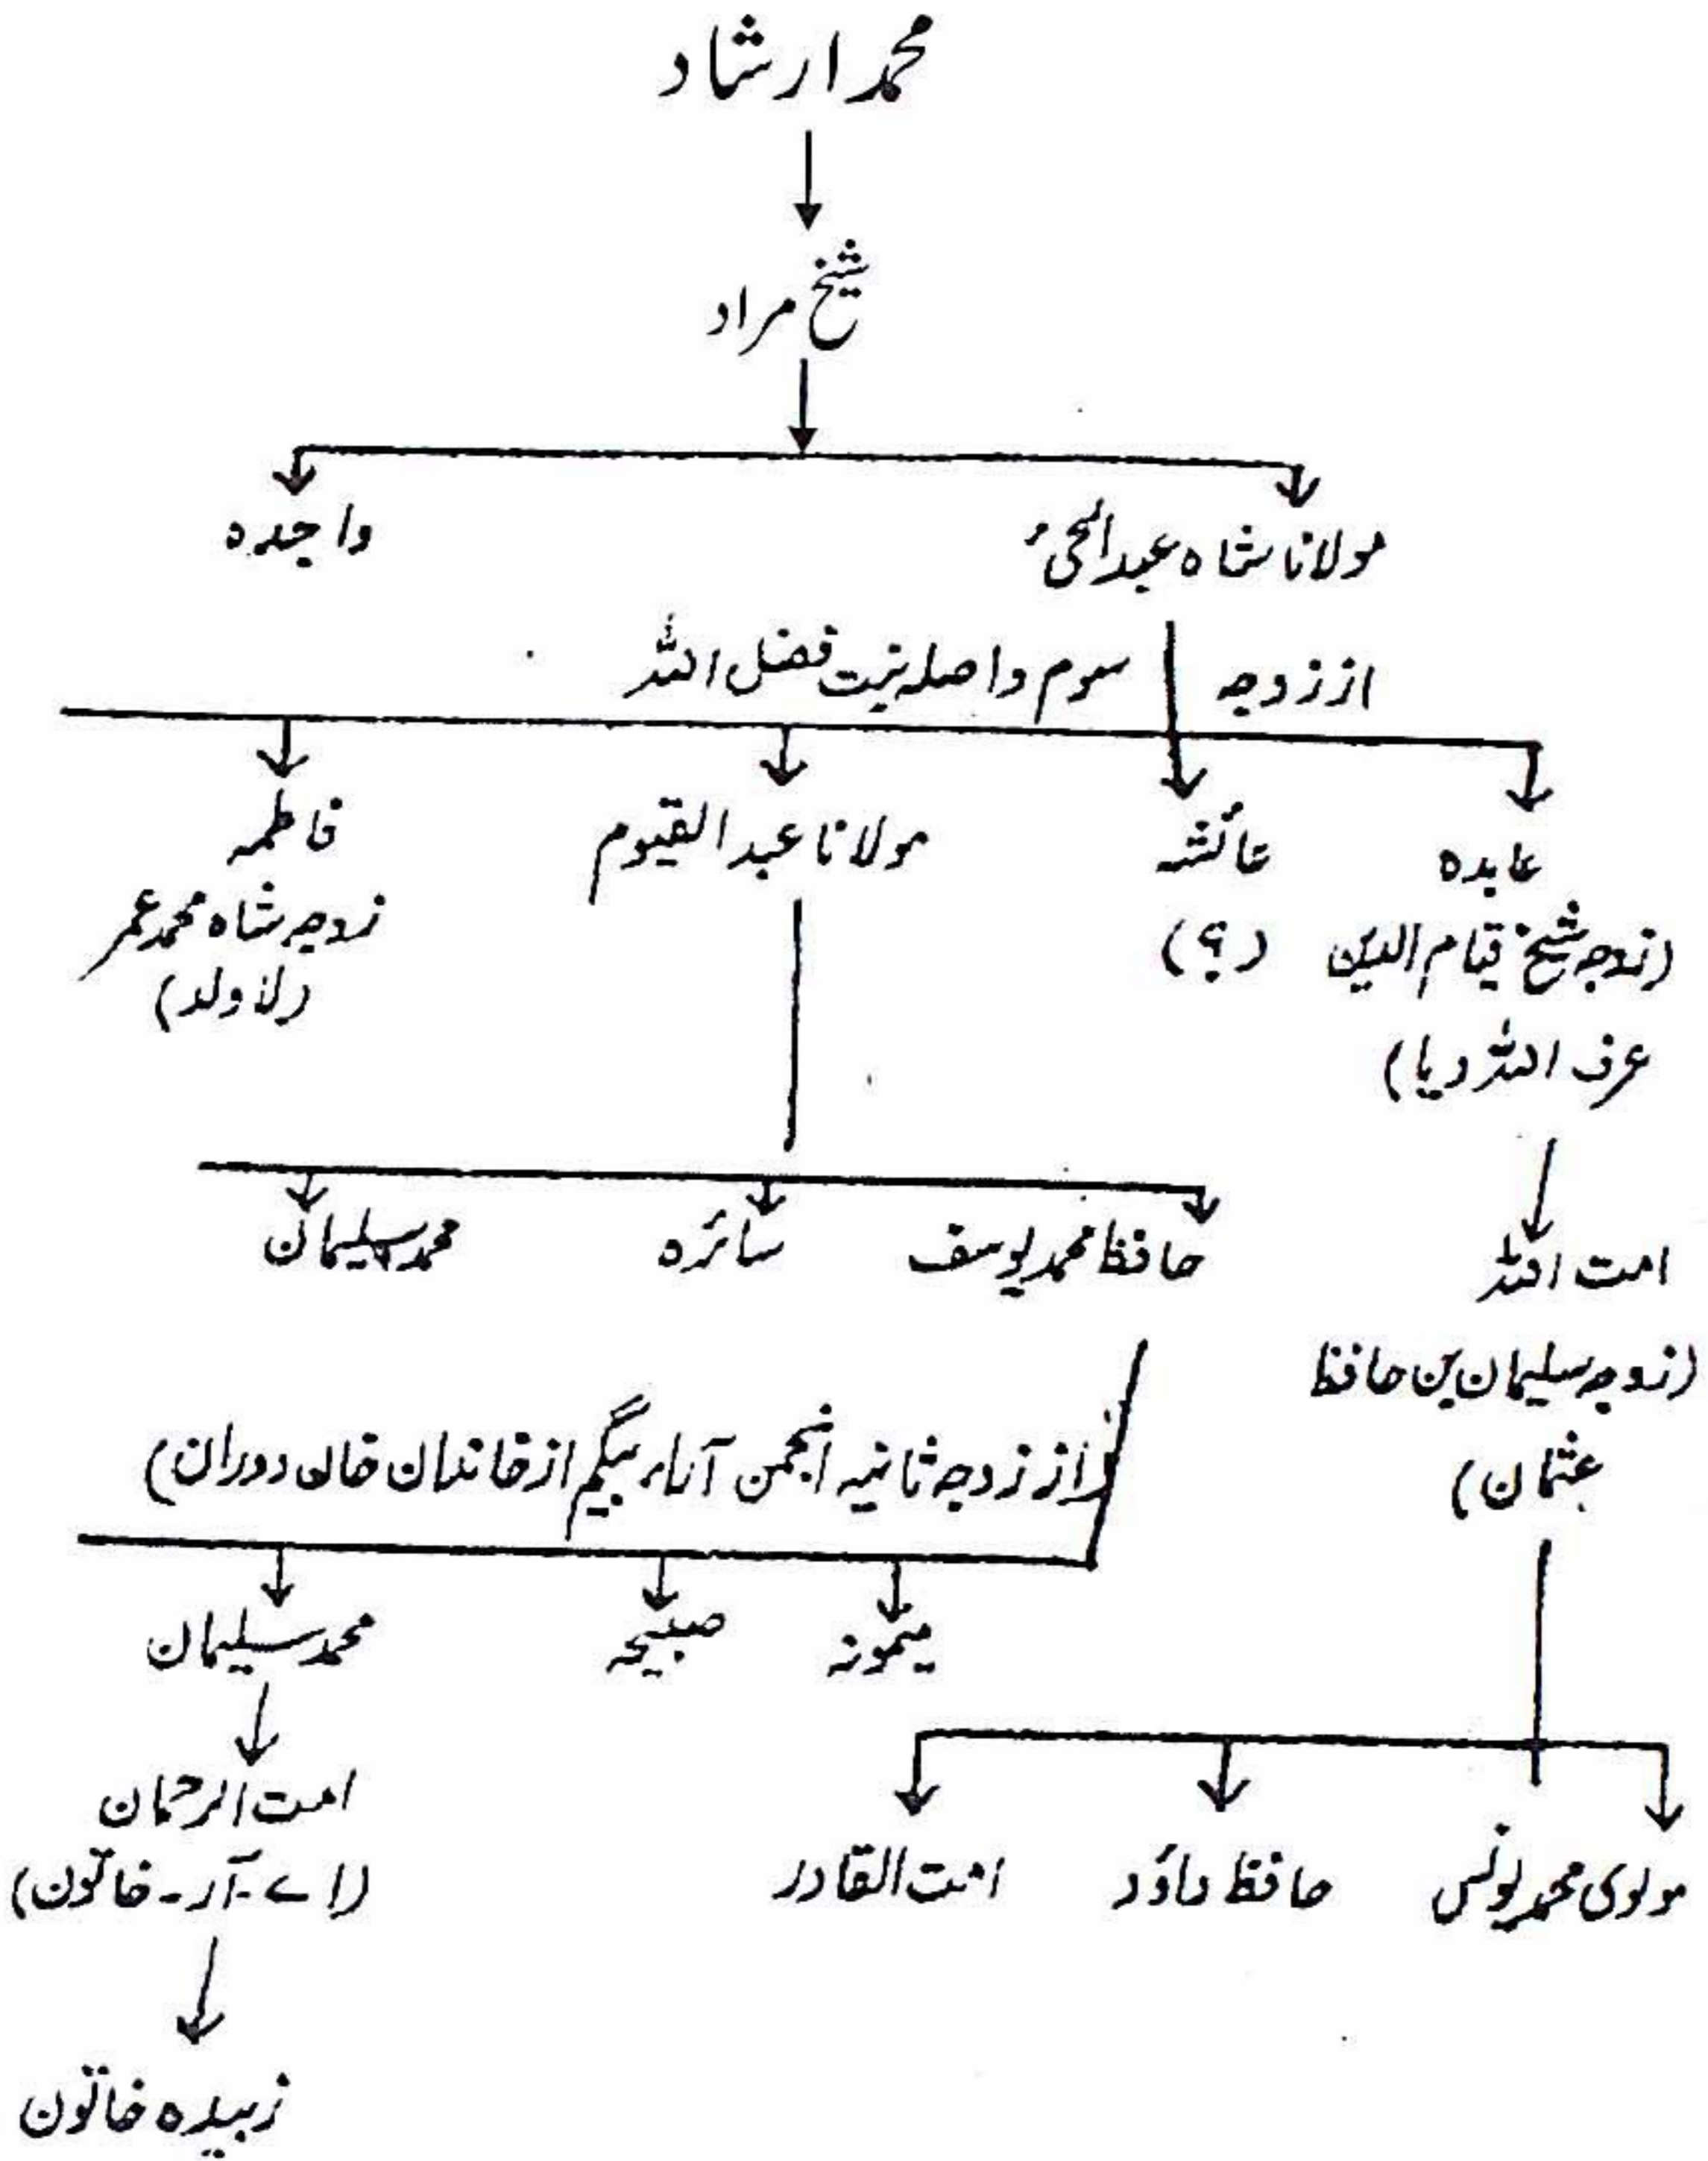 محمد ارشاد
شیخ مراد
مولانا شاہ عبدالحیؒ
واجدہ
از زوجہ سوم واصلہ بنت فضل اللہ
عابدہ
(زوجہ شیخ قیام الدین
عرف اللہ دیا)
عائشہ
(؟)
مولانا عبدالقیوم
فاطمہ
زوجہ شاہ محمد عمر
(لاولد)
امت اللہ
(زوجہ سلیمان بن حافظ
عثمان)
حافظ محمد یوسف
سائرہ
محمد سلیمان
(از زوجہ ثانیہ انجمن آراء بیگم از خاندان خان دوران)
میمونہ
صبیحہ
محمد سلیمان
امت الرحمان
(اے۔آر۔خاتون)
زبیدہ خاتون
مولوی محمد یونس
حافظ داؤد
امت القادر